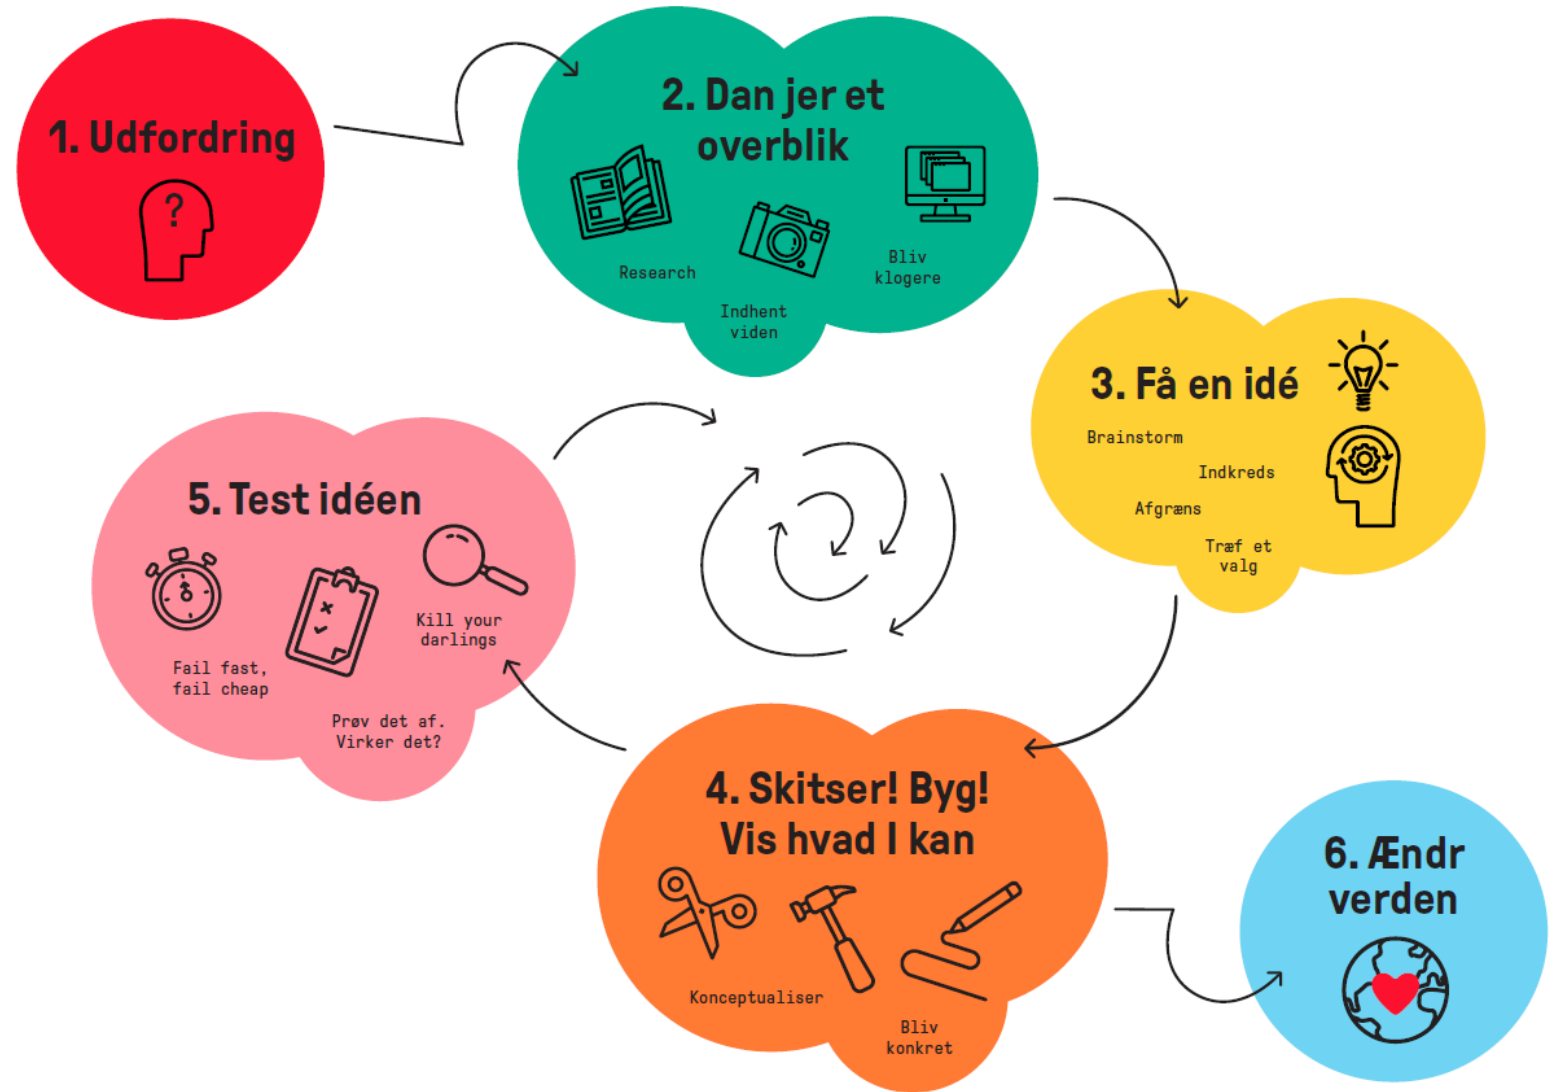 1. Udfordring
?
2. Dan jer et
overblik
Research
Indhent
viden
Bliv
klogere
3. Få en idé
Brainstorm
Indkreds
Afgræns
Træf et
valg
4. Skitser! Byg!
Vis hvad I kan
Konceptualiser
Bliv
konkret
5. Test idéen
Fail fast,
fail cheap
Prøv det af.
Virker det?
Kill your
darlings
6. Ændr
verden